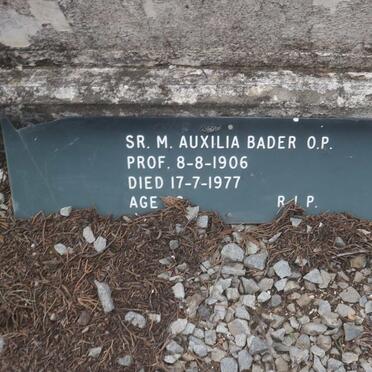 SR. M. AUXILIA BADER O.P.
PROF. 8-8-1906
DIED 17-7-1977
AGE R.I.P.